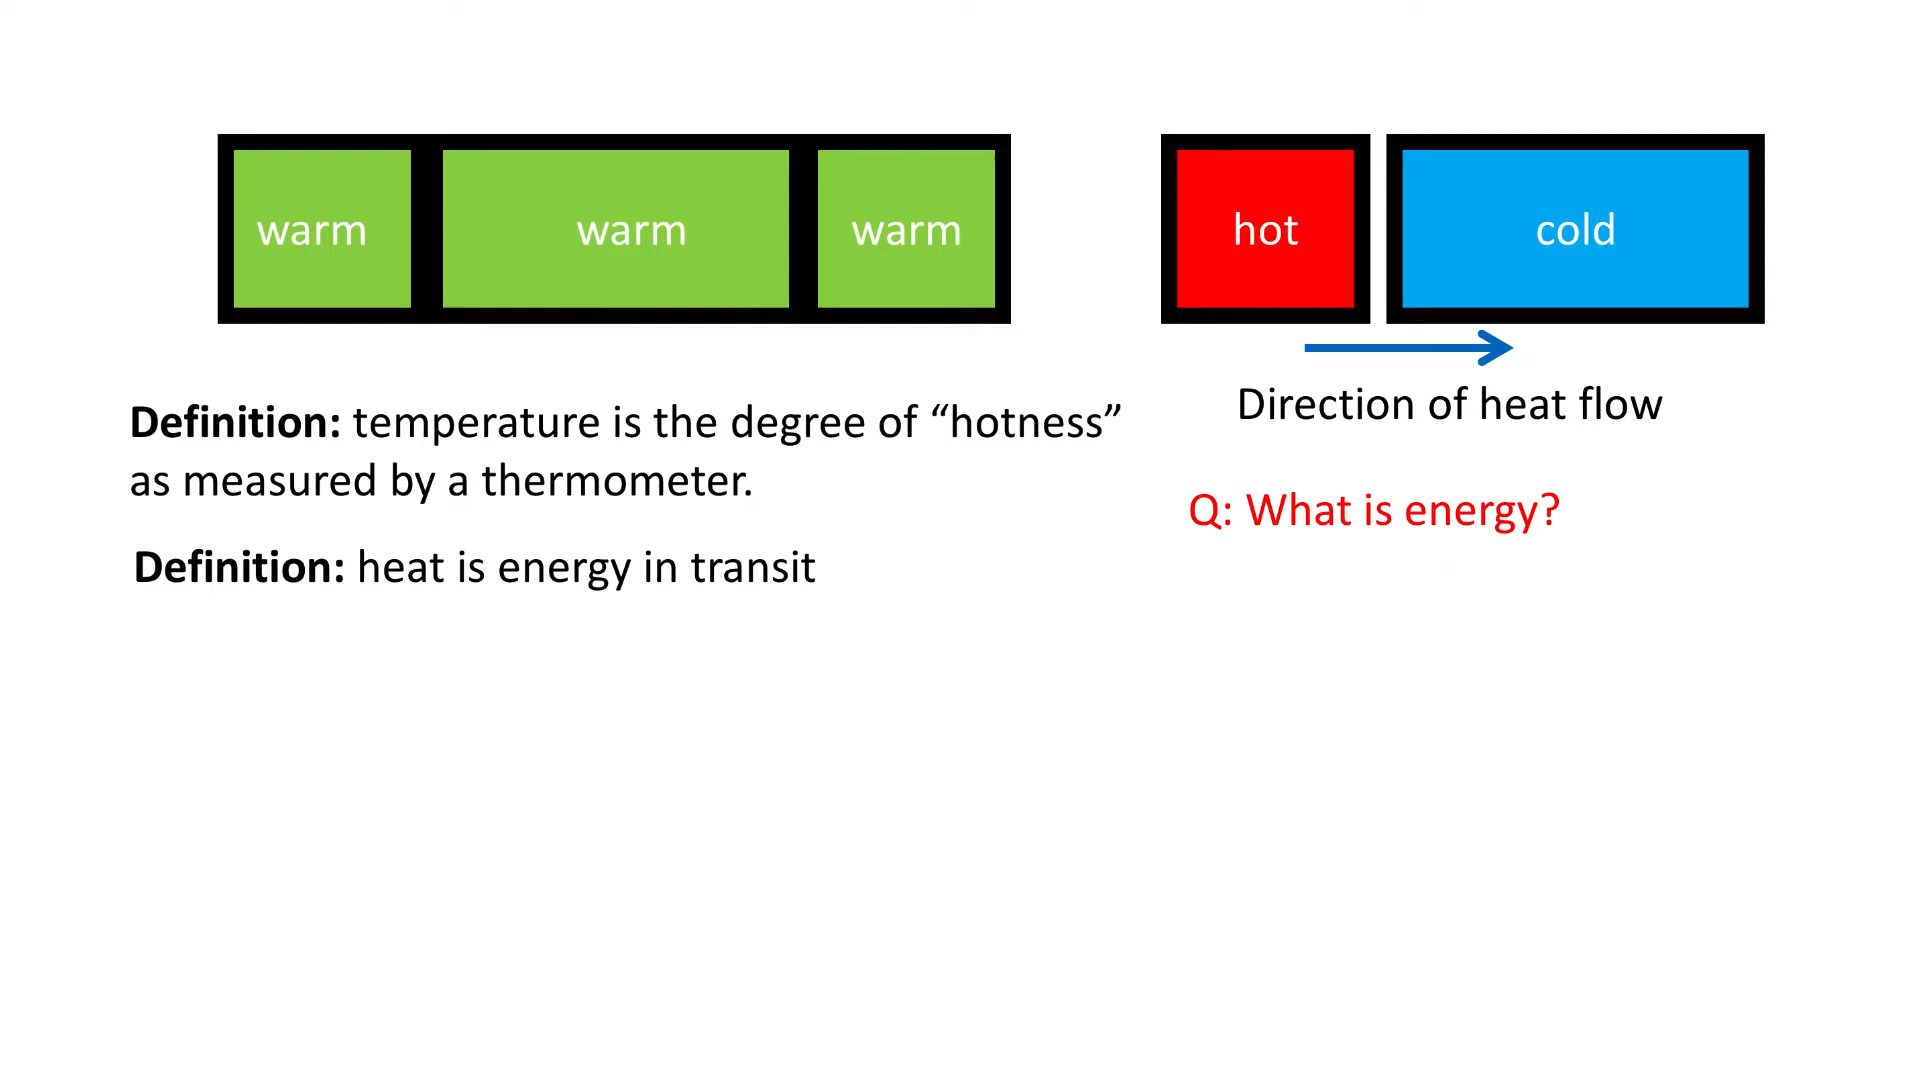 warm
warm
warm
hot
cold
Direction of heat flow
Definition: temperature is the degree of “hotness”
as measured by a thermometer.
Q: What is energy?
Definition: heat is energy in transit